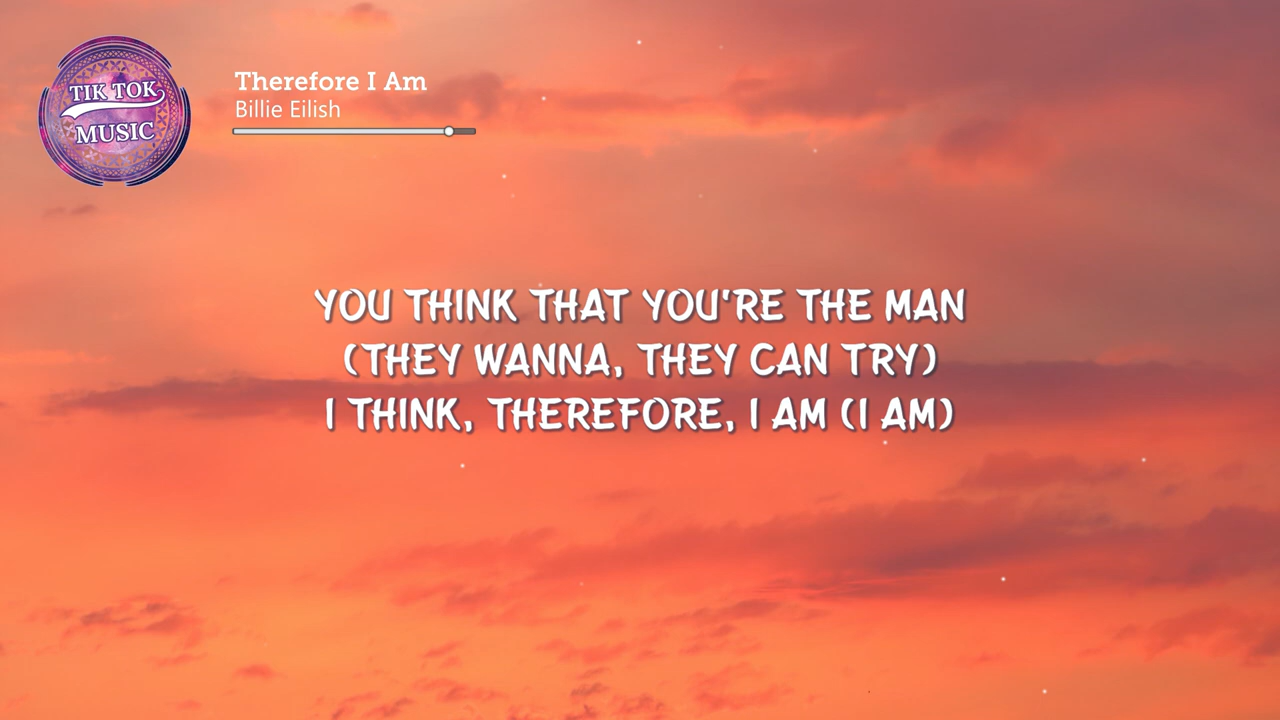 TIK TOK
MUSIC
Therefore I Am
Billie Eilish
YOU THINK THAT YOU'RE THE MAN
(THEY WANNA, THEY CAN TRY)
I THINK, THEREFORE, I AM (I AM)